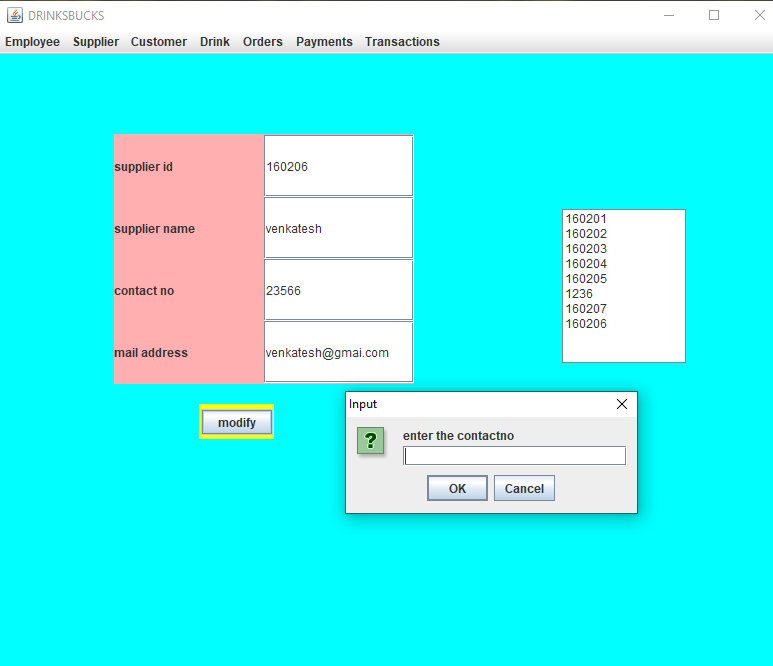 DRINKSBUCKS
Employee Supplier Customer Drink Orders Payments Transactions
supplier id 160206
supplier name venkatesh
contact no 23566
mail address venkatesh@gmai.com
modify
160201
160202
160203
160204
160205
1236
160207
160206
Input
?
enter the contactno
OK Cancel